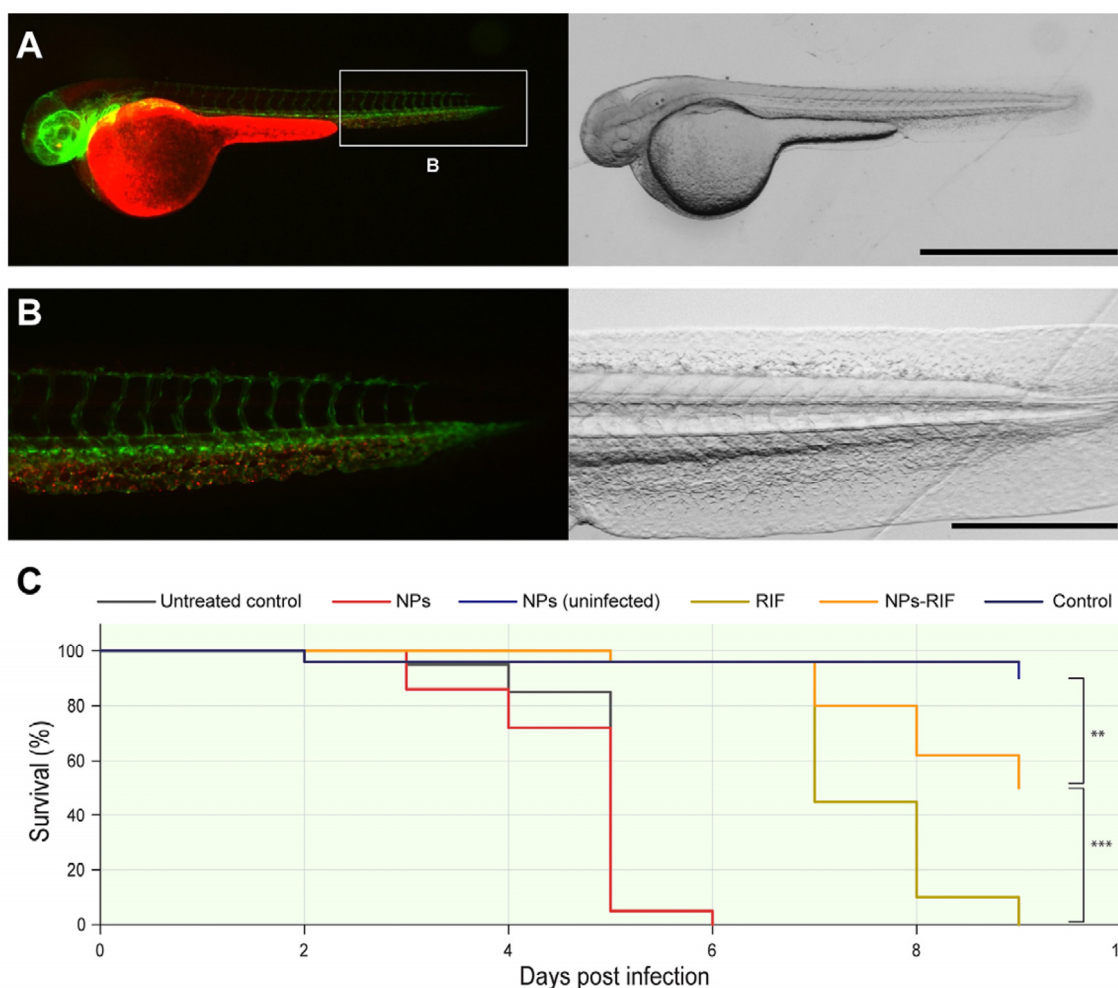 A
B
B
C
Untreated control NPs NPs (uninfected) RIF NPs-RIF Control
100
80
60
40
20
0
Survival (%)
**
***
0 2 4 6 8 1
Days post infection